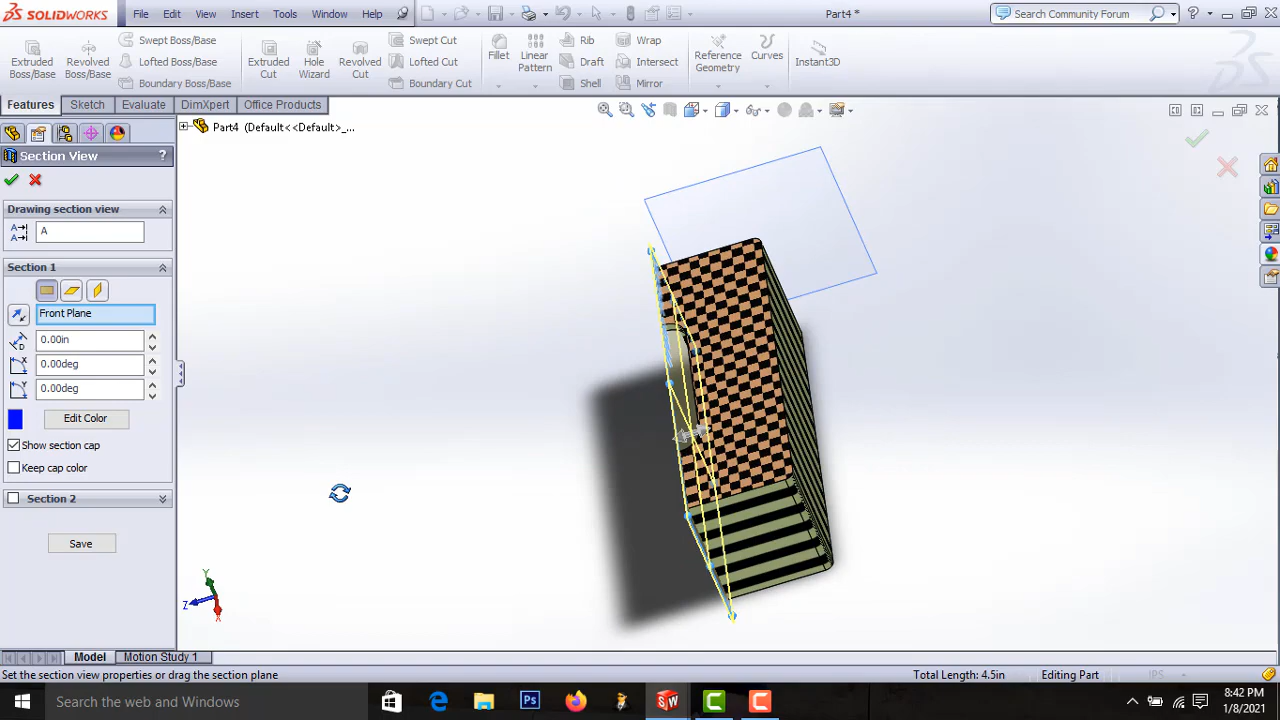 SOLIDWORKS File Edit View Insert Tools Window Help Part4 * Search Community Forum
Extruded Boss/Base
Revolved Boss/Base
Swept Boss/Base
Lofted Boss/Base
Boundary Boss/Base
Extruded Cut
Hole Wizard
Revolved Cut
Swept Cut
Lofted Cut
Boundary Cut
Fillet
Linear Pattern
Rib
Draft
Shell
Wrap
Intersect
Mirror
Reference Geometry
Curves
Instant3D
Features Sketch Evaluate DimXpert Office Products
Part4 (Default<<Default>_...
Section View ?
Drawing section view
A
Section 1
Front Plane
0.00in
0.00deg
0.00deg
Edit Color
Show section cap
Keep cap color
Section 2
Save
Y
Z
X
Model Motion Study 1
Set the section view properties or drag the section plane Total Length: 4.5in Editing Part IPS
Search the web and Windows
8:42 PM
1/8/2021